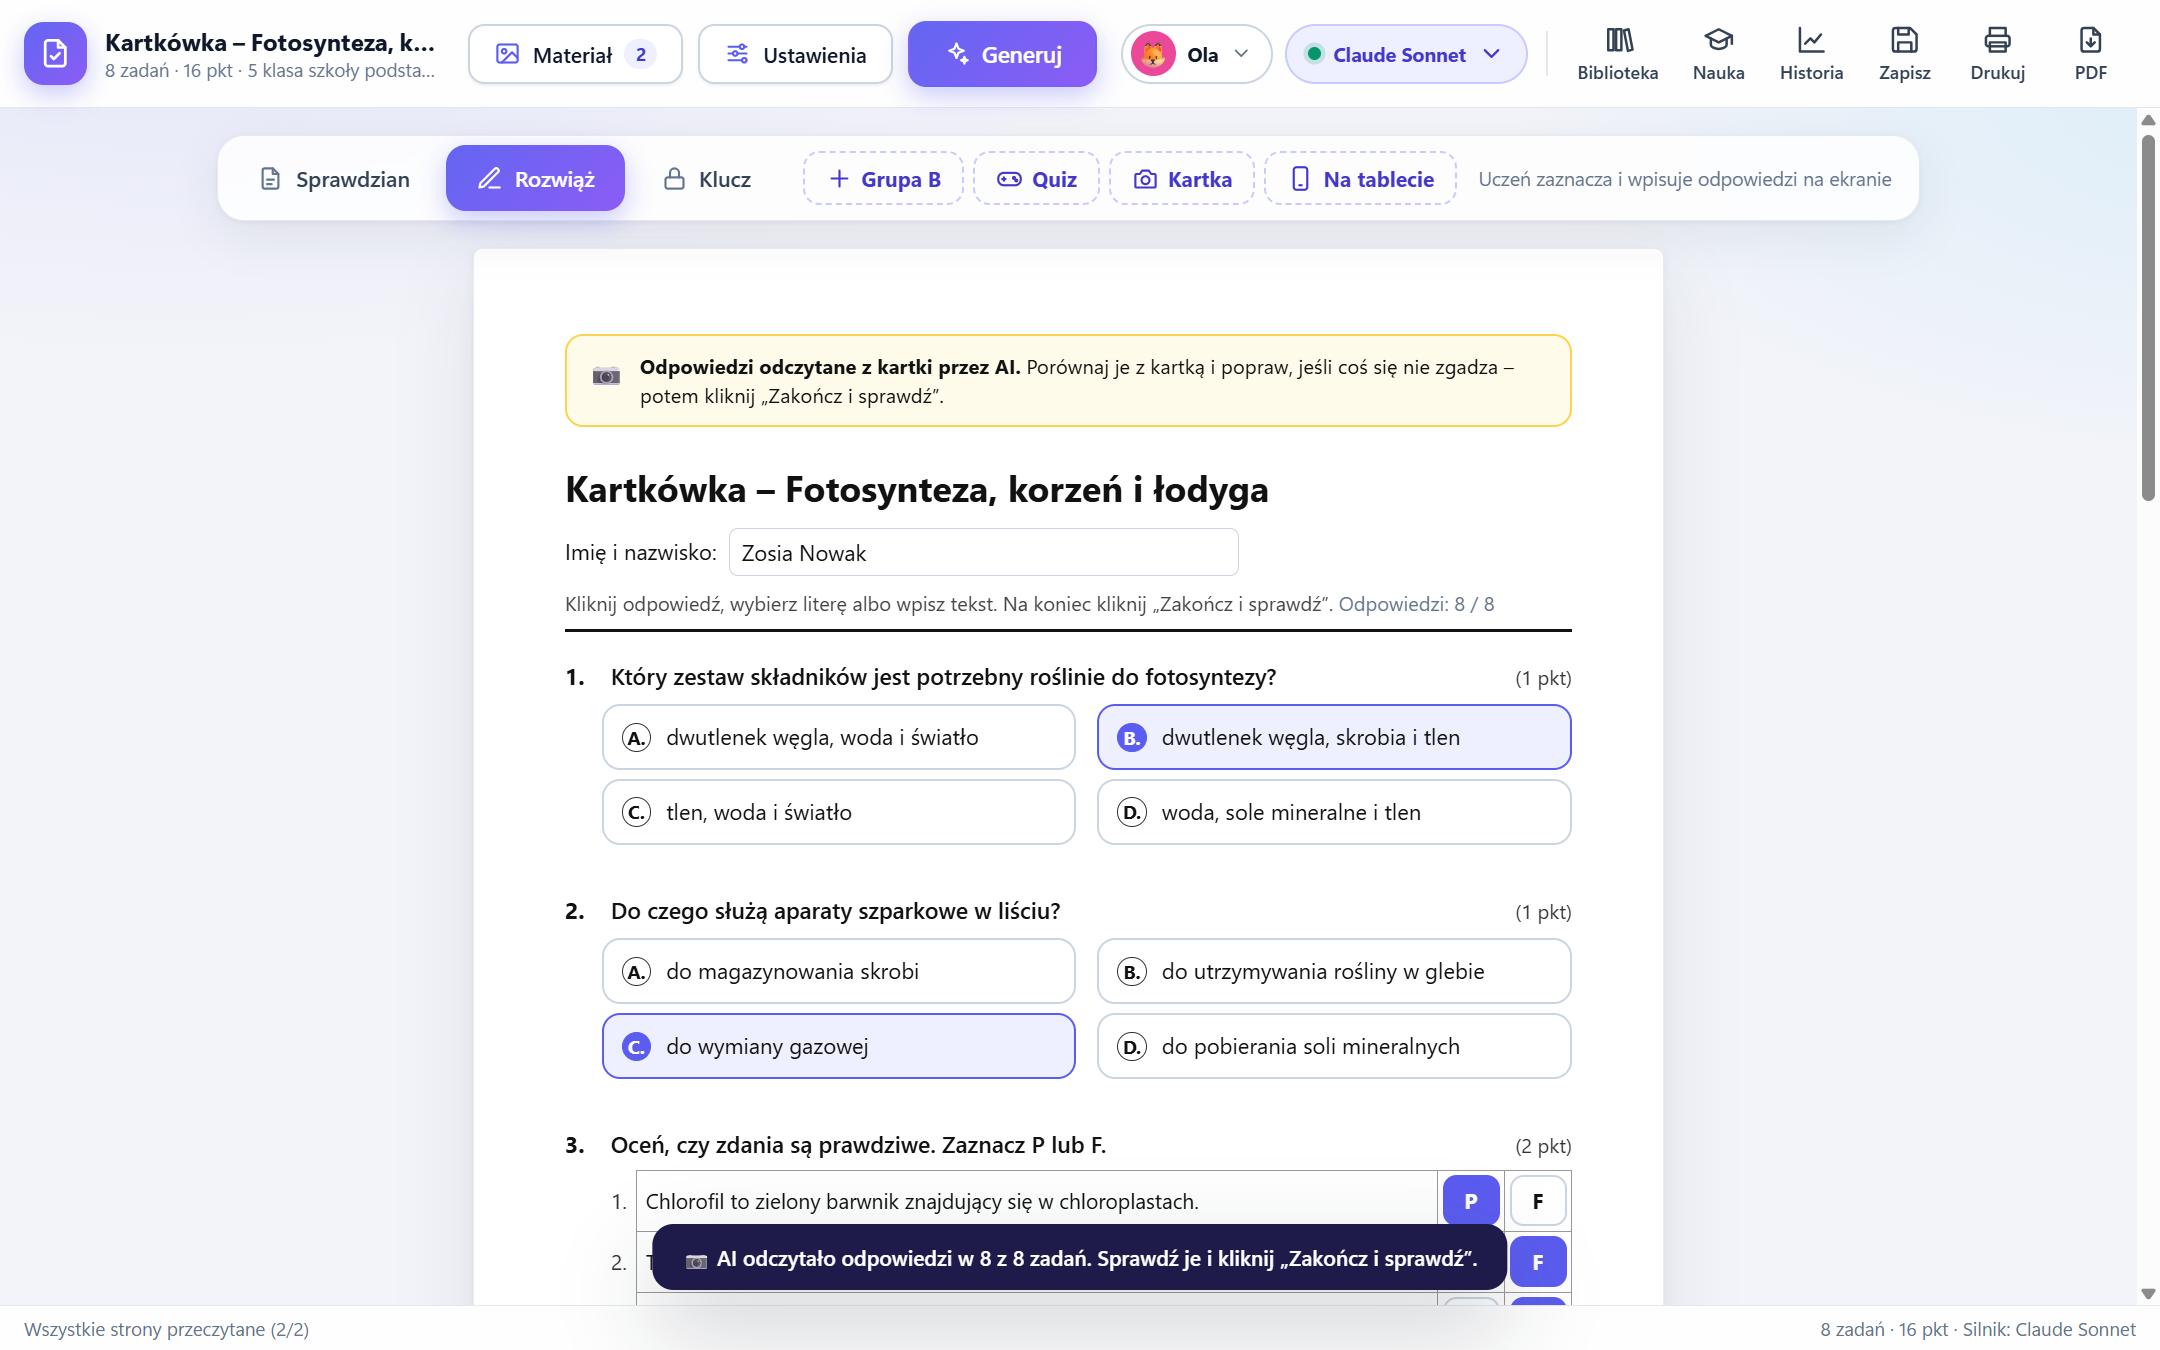 Kartkówka – Fotosynteza, k...
8 zadań · 16 pkt · 5 klasa szkoły podsta...
Materiał 2
Ustawienia
Generuj
Ola
Claude Sonnet
Biblioteka
Nauka
Historia
Zapisz
Drukuj
PDF
Sprawdzian
Rozwiąż
Klucz
Grupa B
Quiz
Kartka
Na tablecie
Uczeń zaznacza i wpisuje odpowiedzi na ekranie
Odpowiedzi odczytane z kartki przez AI. Porównaj je z kartką i popraw, jeśli coś się nie zgadza –
potem kliknij „Zakończ i sprawdź”.
Kartkówka – Fotosynteza, korzeń i łodyga
Imię i nazwisko: Zosia Nowak
Kliknij odpowiedź, wybierz literę albo wpisz tekst. Na koniec kliknij „Zakończ i sprawdź”. Odpowiedzi: 8 / 8
1. Który zestaw składników jest potrzebny roślinie do fotosyntezy? (1 pkt)
A. dwutlenek węgla, woda i światło
B. dwutlenek węgla, skrobia i tlen
C. tlen, woda i światło
D. woda, sole mineralne i tlen
2. Do czego służą aparaty szparkowe w liściu? (1 pkt)
A. do magazynowania skrobi
B. do utrzymywania rośliny w glebie
C. do wymiany gazowej
D. do pobierania soli mineralnych
3. Oceń, czy zdania są prawdziwe. Zaznacz P lub F. (2 pkt)
1. Chlorofil to zielony barwnik znajdujący się w chloroplastach. P F
2. F
AI odczytało odpowiedzi w 8 z 8 zadań. Sprawdź je i kliknij „Zakończ i sprawdź”.
Wszystkie strony przeczytane (2/2)
8 zadań · 16 pkt · Silnik: Claude Sonnet